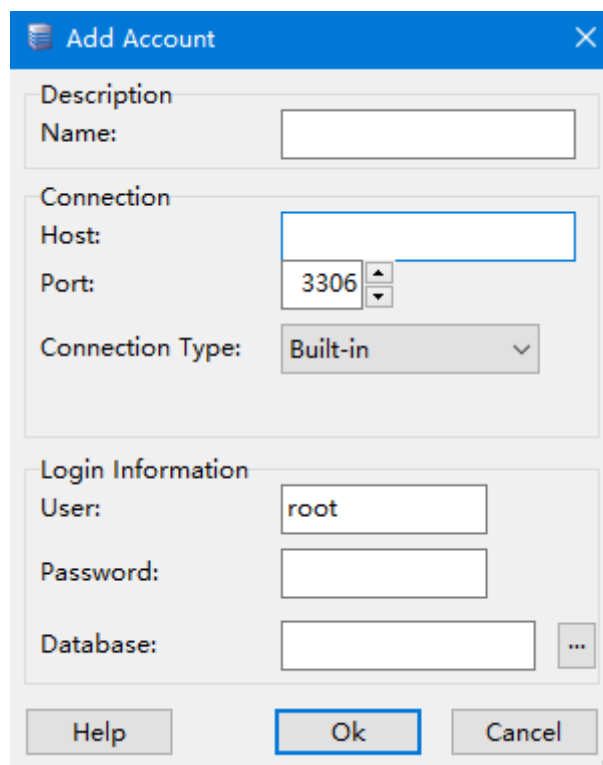 Add Account
Description
Name:
Connection
Host:
Port: 3306
Connection Type: Built-in
Login Information
User: root
Password:
Database: ...
Help Ok Cancel